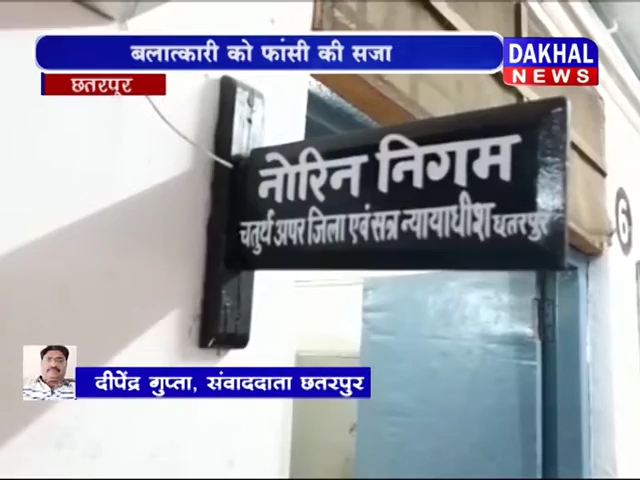 बलात्कारी को फांसी की सजा
DAKHAL
NEWS
छतरपुर
नोरिन निगम
चतुर्थ अपर जिला एवं सत्र न्यायाधीश छतरपुर
6
दीपेंद्र गुप्ता, संवाददाता छतरपुर